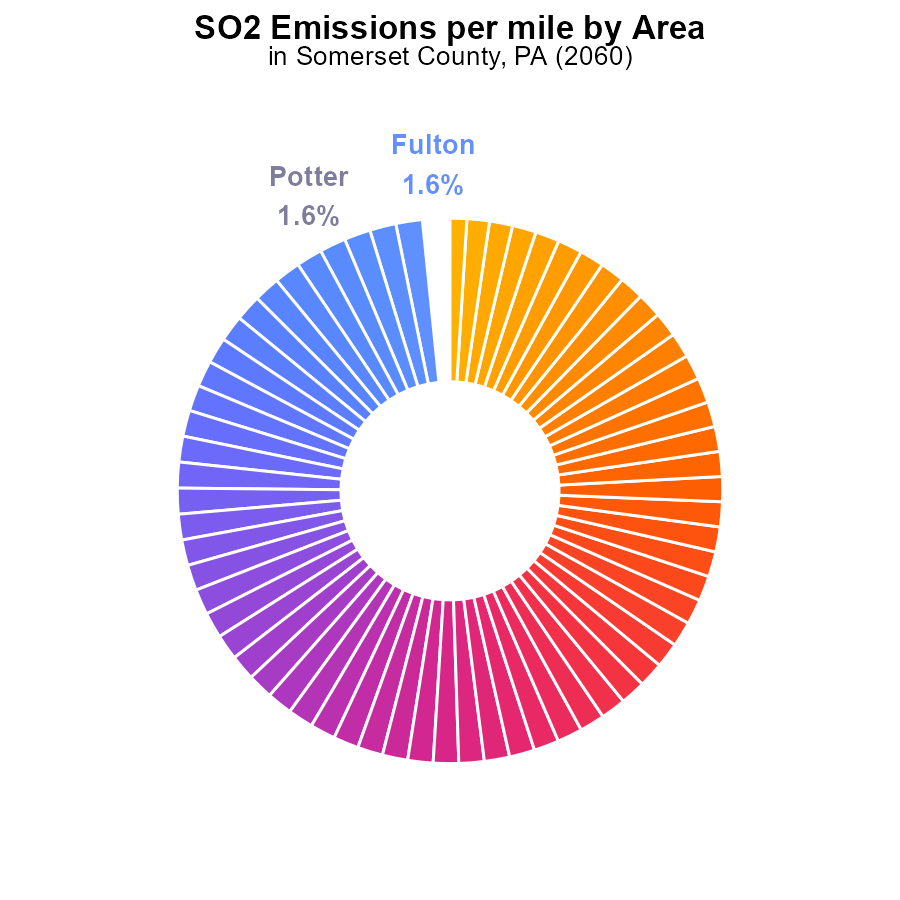 SO2 Emissions per mile by Area
in Somerset County, PA (2060)
Fulton
1.6%
Potter
1.6%